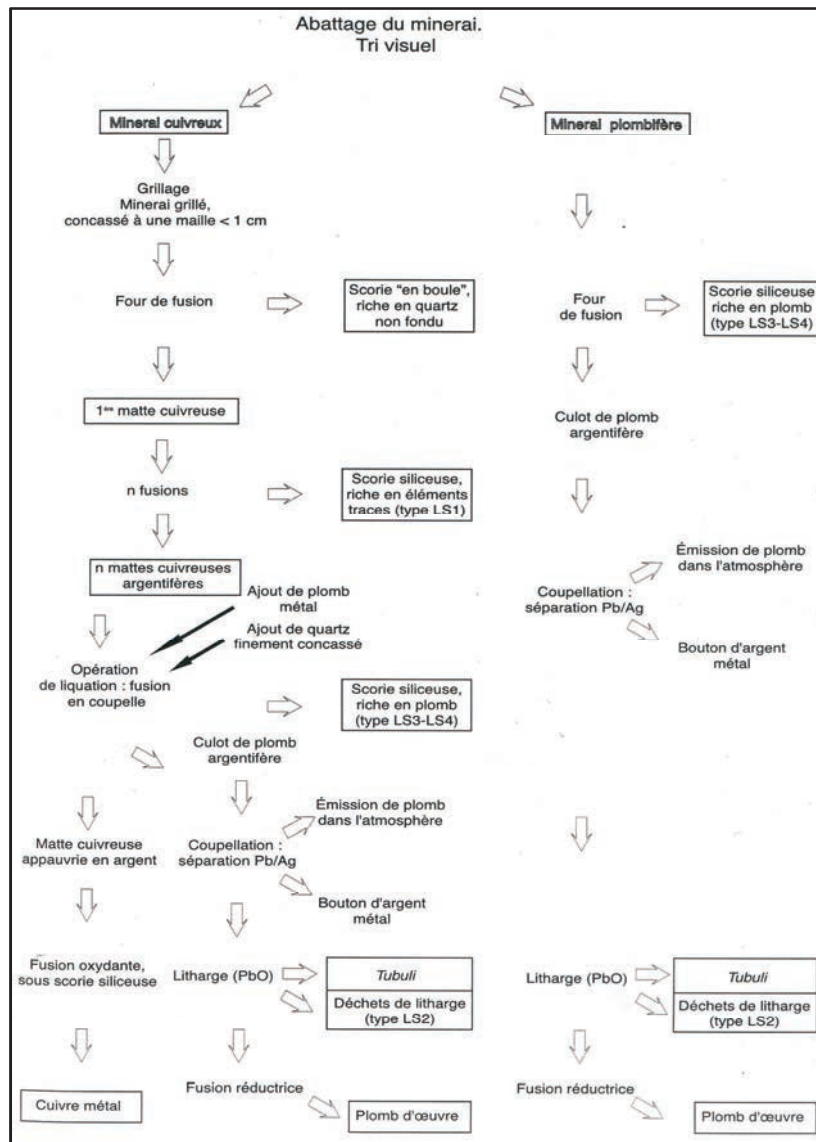 Abattage du minerai.
Tri visuel
Minerai cuivreux
Minerai plombifère
Grillage
Minerai grillé,
concassé à une maille < 1 cm
Four de fusion
Scorie "en boule",
riche en quartz
non fondu
Four
de fusion
Scorie siliceuse
riche en plomb
(type LS3-LS4)
1ère matte cuivreuse
Culot de plomb
argentifère
n fusions
Scorie siliceuse,
riche en éléments
traces (type LS1)
n mattes cuivreuses
argentifères
Ajout de plomb
métal
Ajout de quartz
finement concassé
Émission de plomb
dans l'atmosphère
Coupellation :
séparation Pb/Ag
Bouton d'argent
métal
Opération
de liquation : fusion
en coupelle
Scorie siliceuse,
riche en plomb
(type LS3-LS4)
Culot de plomb
argentifère
Émission de plomb
dans l'atmosphère
Matte cuivreuse
appauvrie en argent
Coupellation :
séparation Pb/Ag
Bouton d'argent
métal
Fusion oxydante,
sous scorie siliceuse
Litharge (PbO)
Tubuli
Déchets de litharge
(type LS2)
Litharge (PbO)
Tubuli
Déchets de litharge
(type LS2)
Cuivre métal
Fusion réductrice
Plomb d'œuvre
Fusion réductrice
Plomb d'œuvre